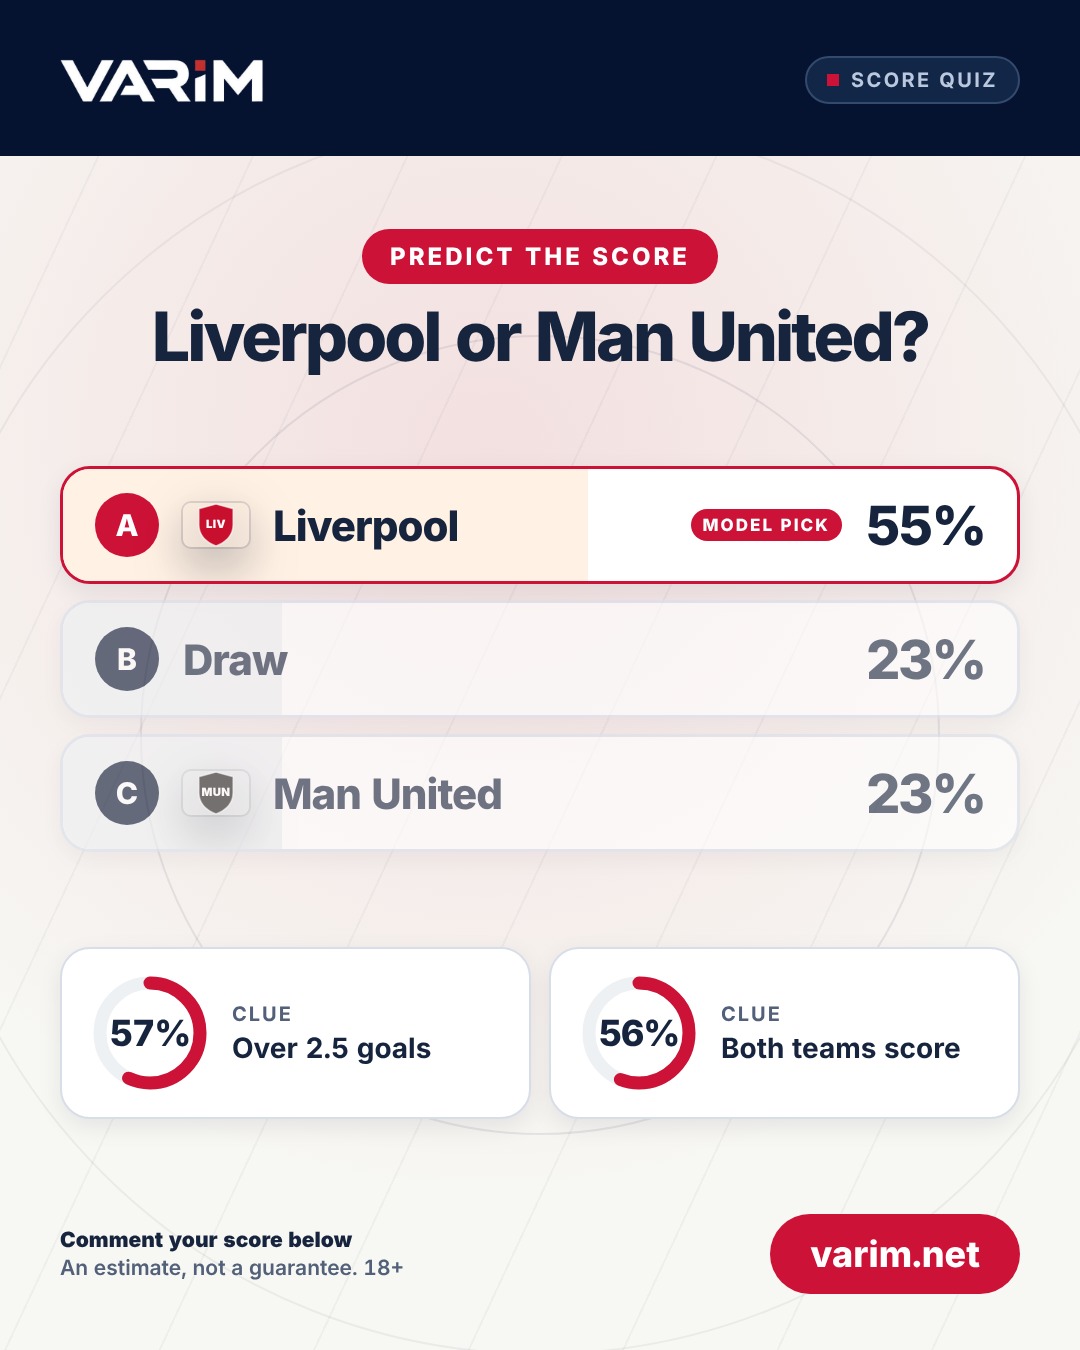 VARiM
SCORE QUIZ
PREDICT THE SCORE
Liverpool or Man United?
A LIV Liverpool MODEL PICK 55%
B Draw 23%
C MUN Man United 23%
57% CLUE
Over 2.5 goals
56% CLUE
Both teams score
Comment your score below
An estimate, not a guarantee. 18+
varim.net